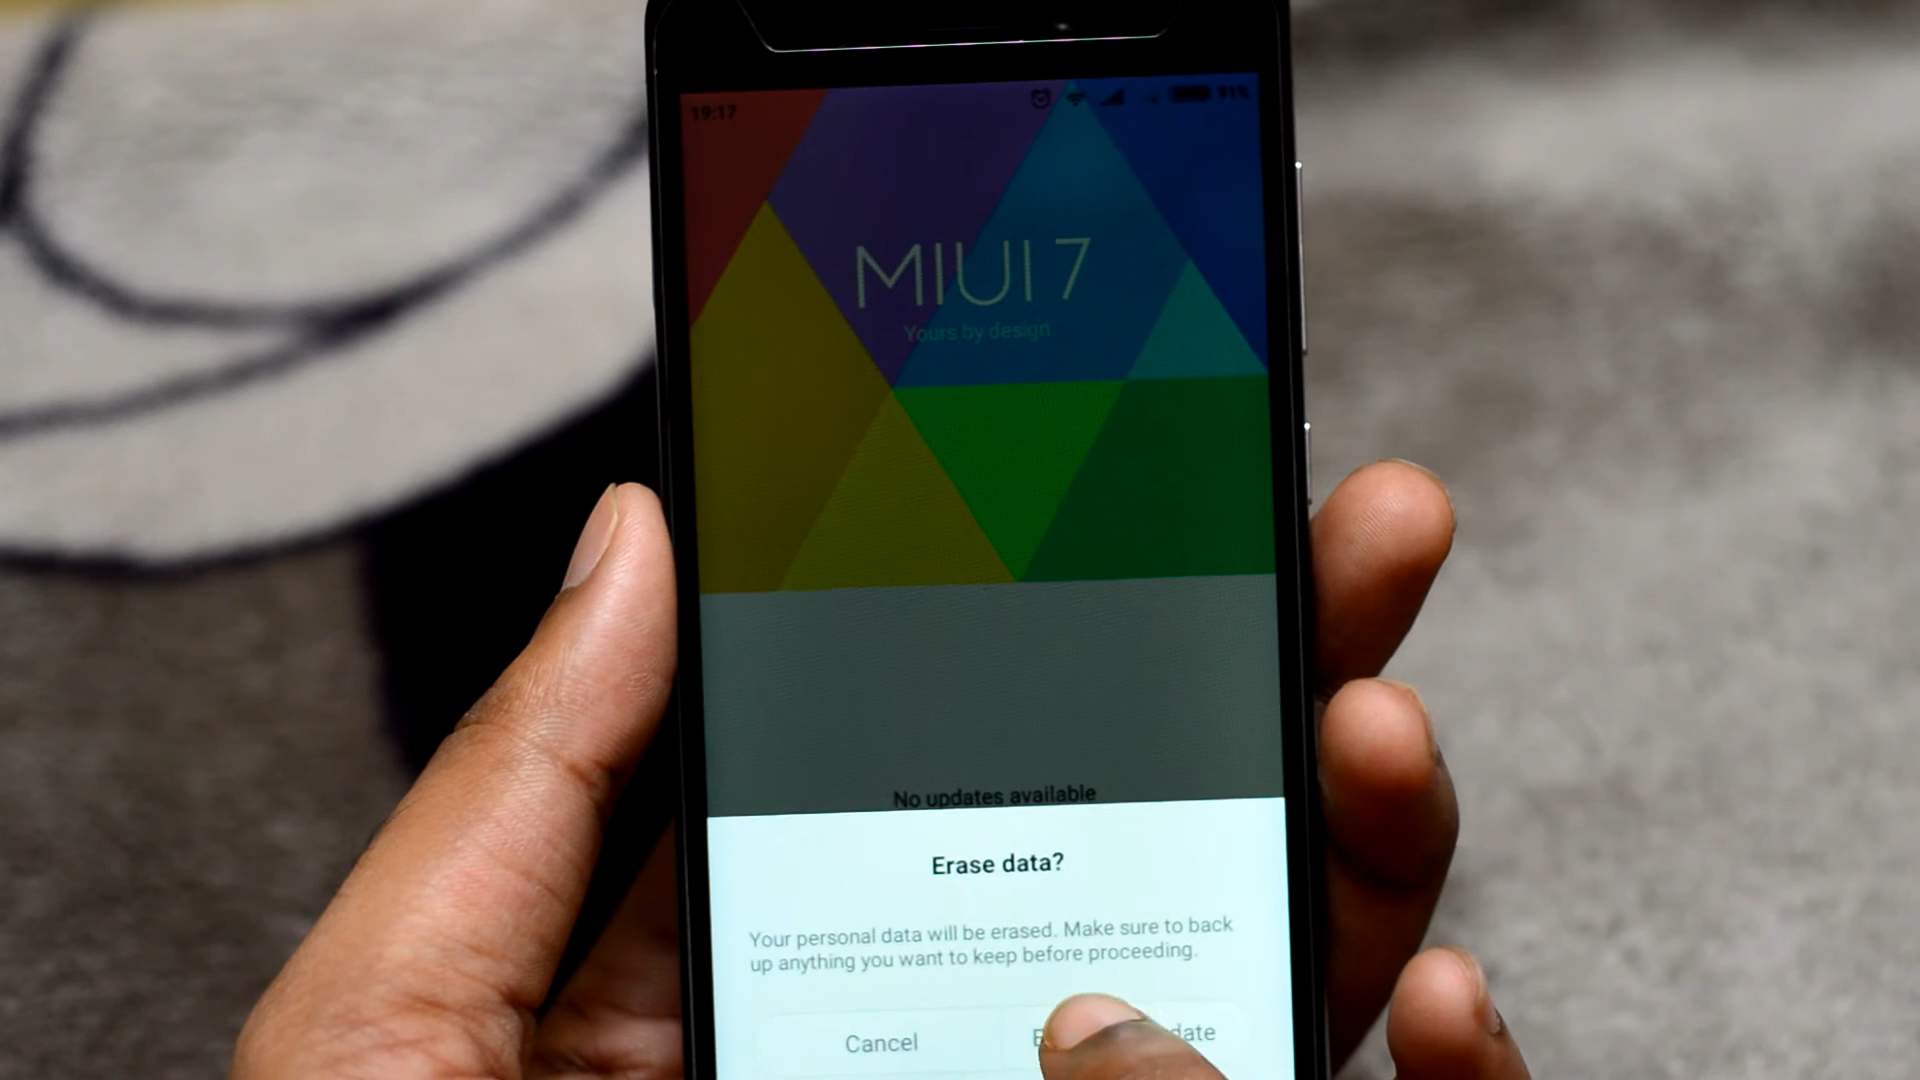 19:17
91%
MIUI 7
Yours by design
No updates available
Erase data?
Your personal data will be erased. Make sure to back
up anything you want to keep before proceeding.
Cancel